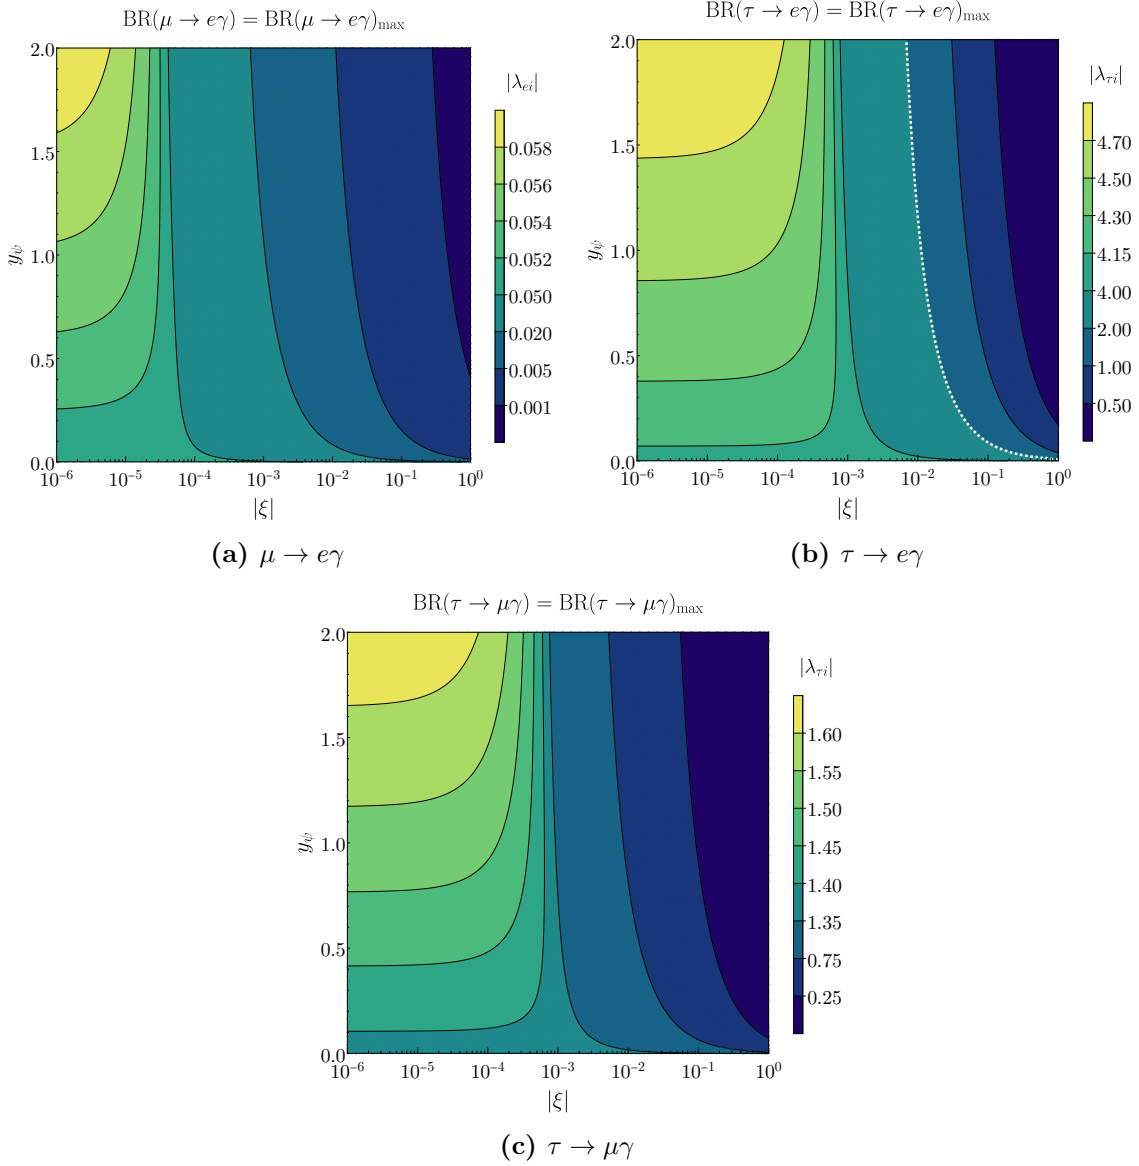 BR(μ → eγ) = BR(μ → eγ)max
|λei|
2.0
1.5
1.0
0.5
0.0
yψ
0.058
0.056
0.054
0.052
0.050
0.020
0.005
0.001
10−6 10−5 10−4 10−3 10−2 10−1 100
|ξ|
(a) μ → eγ
BR(τ → eγ) = BR(τ → eγ)max
|λτi|
2.0
1.5
1.0
0.5
0.0
yψ
4.70
4.50
4.30
4.15
4.00
2.00
1.00
0.50
10−6 10−5 10−4 10−3 10−2 10−1 100
|ξ|
(b) τ → eγ
BR(τ → μγ) = BR(τ → μγ)max
|λτi|
2.0
1.5
1.0
0.5
0.0
yψ
1.60
1.55
1.50
1.45
1.40
1.35
0.75
0.25
10−6 10−5 10−4 10−3 10−2 10−1 100
|ξ|
(c) τ → μγ